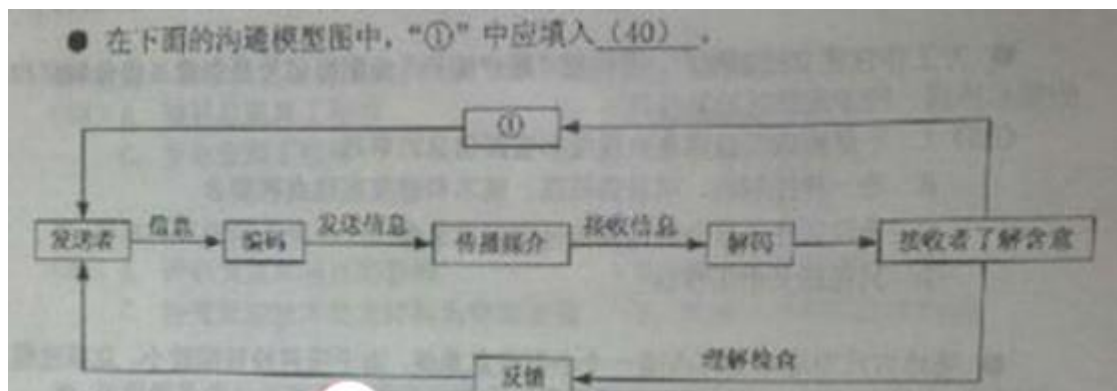 ● 在下面的沟通模型图中，“①”中应填入（40）。
①
发送者 信息 编码 发送信息 传播媒介 接收信息 解码 接收者了解含意
理解检查
反馈